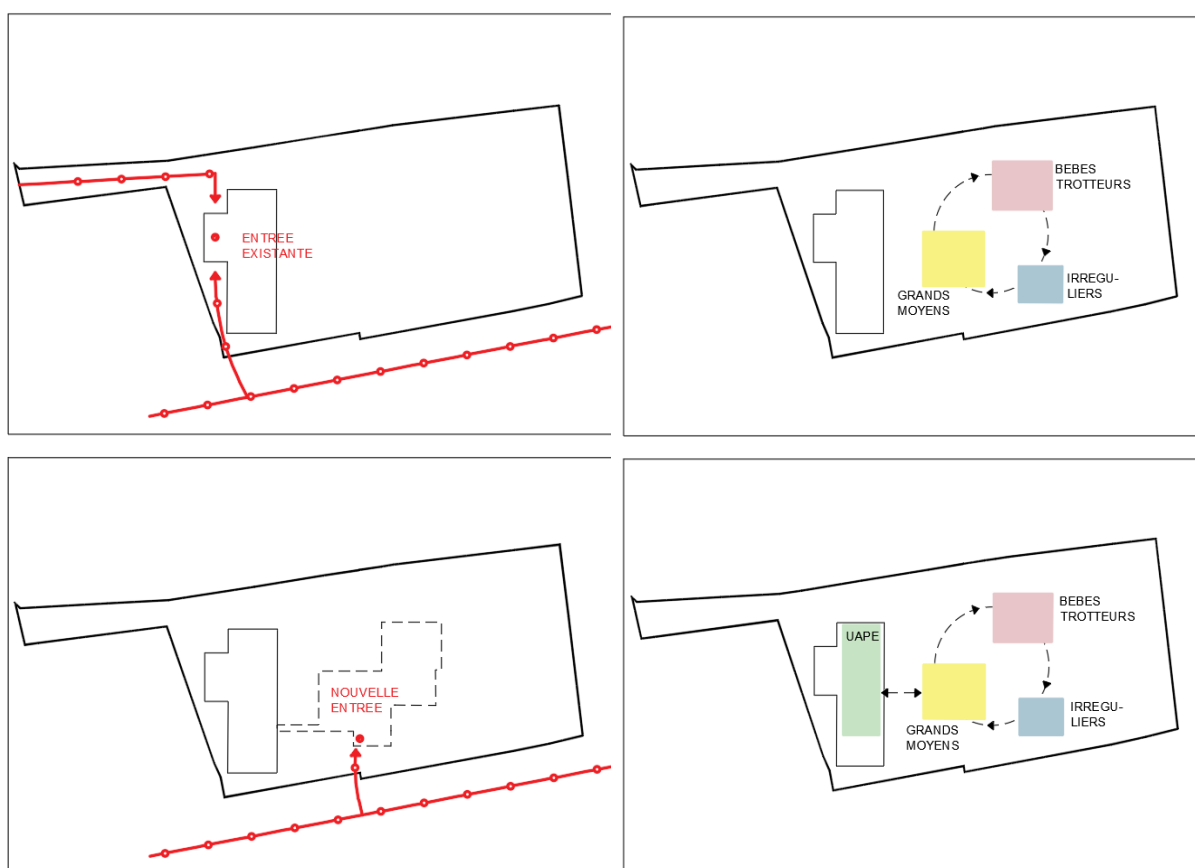 ENTREE
EXISTANTE
BEBES
TROTTEURS
IRREGU-
LIERS
GRANDS
MOYENS
NOUVELLE
ENTREE
UAPE
BEBES
TROTTEURS
IRREGU-
LIERS
GRANDS
MOYENS